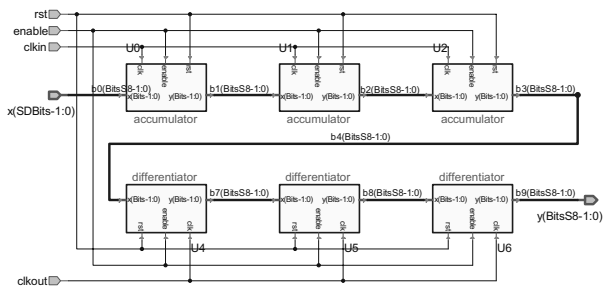 rst
enable
clkin
U0 U1 U2
clk enable rst clk enable rst clk enable rst
b0(BitsS8-1:0) b1(BitsS8-1:0) b2(BitsS8-1:0) b3(BitsS8-1:0)
x(Bits-1:0) y(Bits-1:0) x(Bits-1:0) y(Bits-1:0) x(Bits-1:0) y(Bits-1:0)
x(SDBits-1:0)
accumulator accumulator accumulator
b4(BitsS8-1:0)
differentiator differentiator differentiator
b7(BitsS8-1:0) b8(BitsS8-1:0) b9(BitsS8-1:0)
x(Bits-1:0) y(Bits-1:0) x(Bits-1:0) y(Bits-1:0) x(Bits-1:0) y(Bits-1:0)
y(BitsS8-1:0)
rst enable clk rst enable clk rst enable clk
U4 U5 U6
clkout